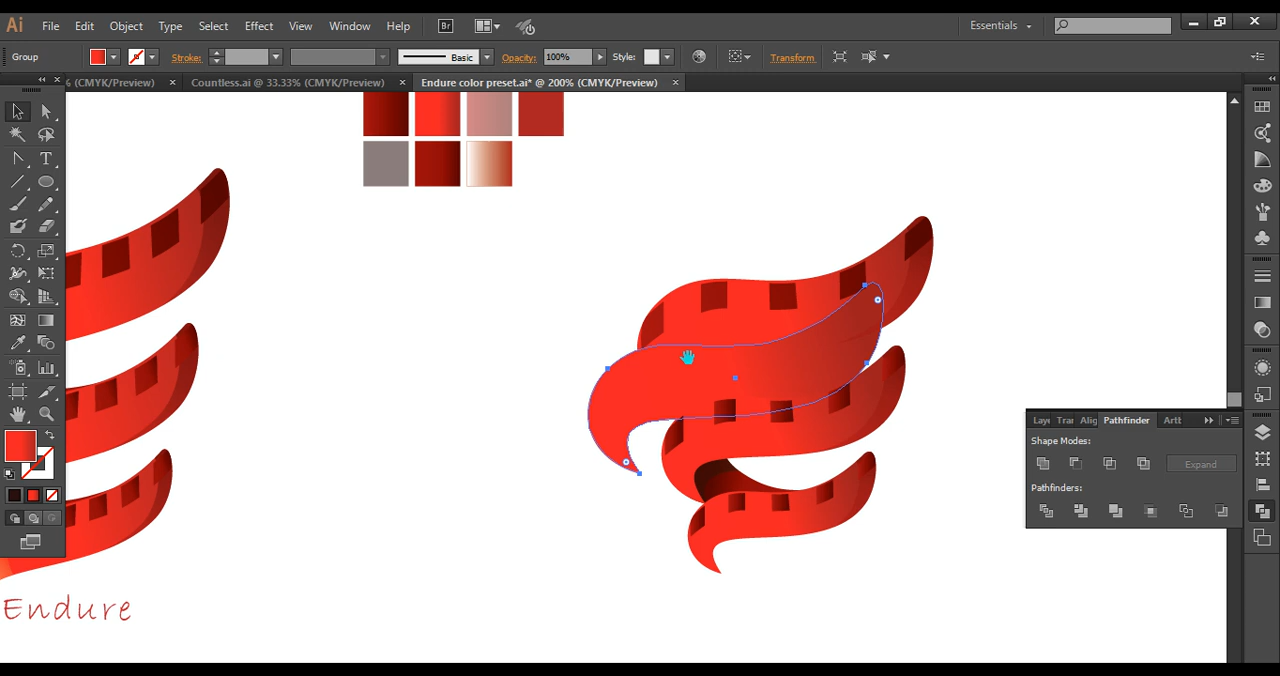 Ai File Edit Object Type Select Effect View Window Help Br Essentials
Group Stroke: Basic Opacity: 100% Style: Transform
% (CMYK/Preview) × Countless.ai @ 33.33% (CMYK/Preview) × Endure color preset.ai* @ 200% (CMYK/Preview) ×
T
Pathfinder
Shape Modes:
Expand
Pathfinders:
Endure